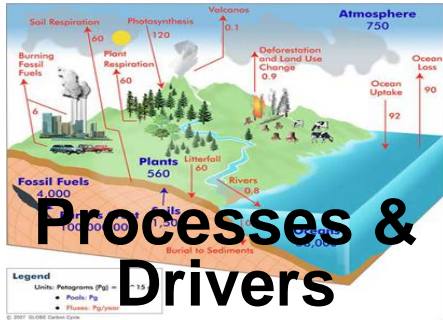 Volcanos
0.1
Atmosphere
750
Soil Respiration
60
Photosynthesis
120
Burning
Fossil
Fuels
6
Plant
Respiration
60
Deforestation
and Land Use
Change
0.9
Ocean
Loss
90
Ocean
Uptake
92
Plants
560
Litterfall
60
Rivers
0.8
Fossil Fuels
4,000
Burial to Sediments
Processes &
Drivers
Legend
Units: Petagrams (Pg) =
Pools: Pg
Fluxes: Pg/year
© 2007 GLOBE Carbon Cycle